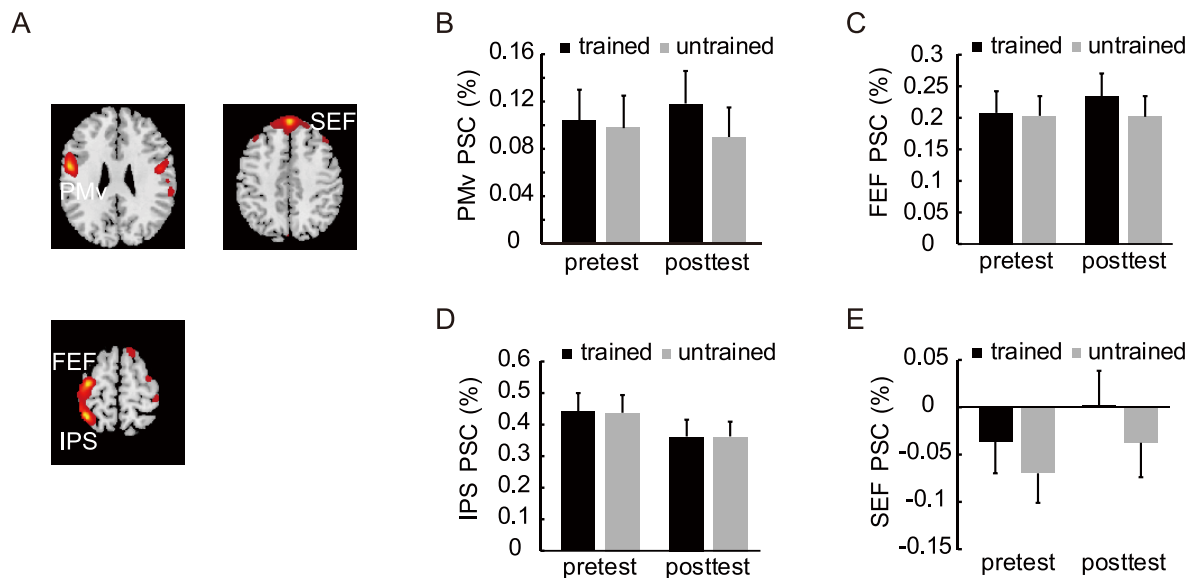 A
PMv
SEF
FEF
IPS
B
trained untrained
PMv PSC (%)
0.16
0.12
0.08
0.04
0
pretest posttest
C
trained untrained
FEF PSC (%)
0.3
0.25
0.2
0.15
0.1
0.05
0
pretest posttest
D
trained untrained
IPS PSC (%)
0.6
0.5
0.4
0.3
0.2
0.1
0
pretest posttest
E
trained untrained
SEF PSC (%)
0.05
0
-0.05
-0.1
-0.15
pretest posttest